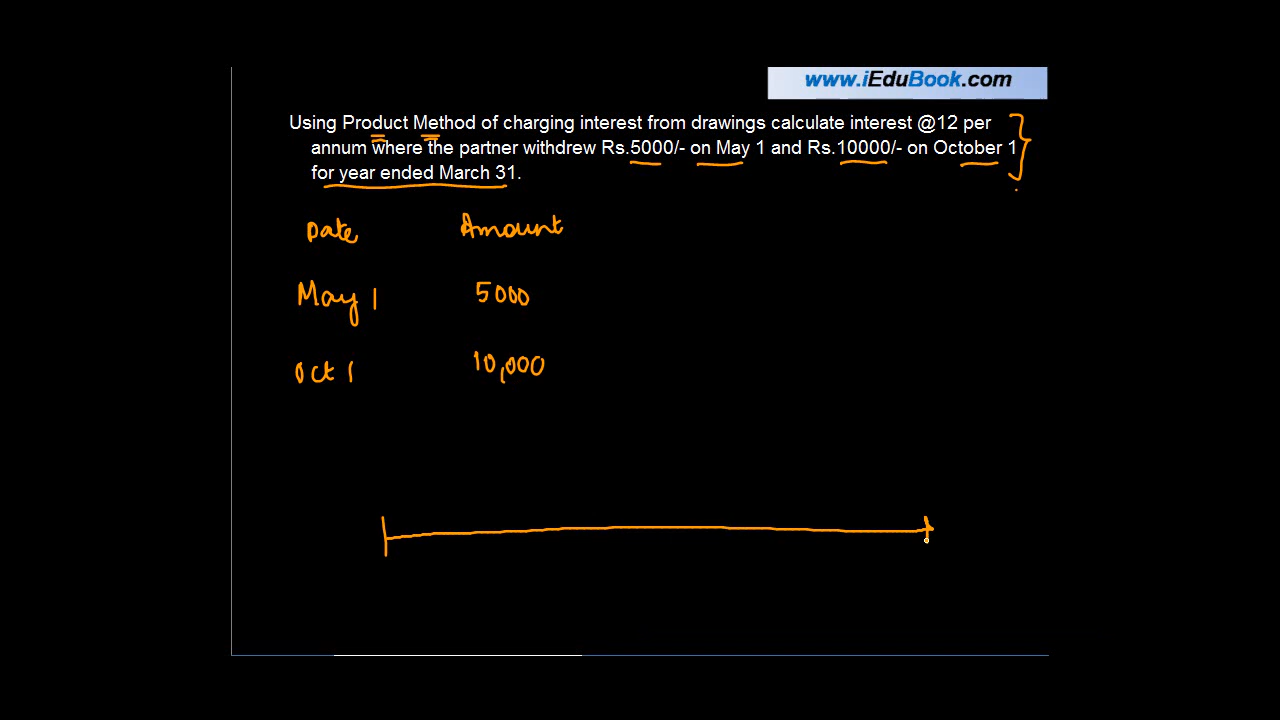 www.iEduBook.com
Using Product Method of charging interest from drawings calculate interest @12 per
annum where the partner withdrew Rs.5000/- on May 1 and Rs.10000/- on October 1
for year ended March 31.
Date Amount
May 1 5000
Oct 1 10,000